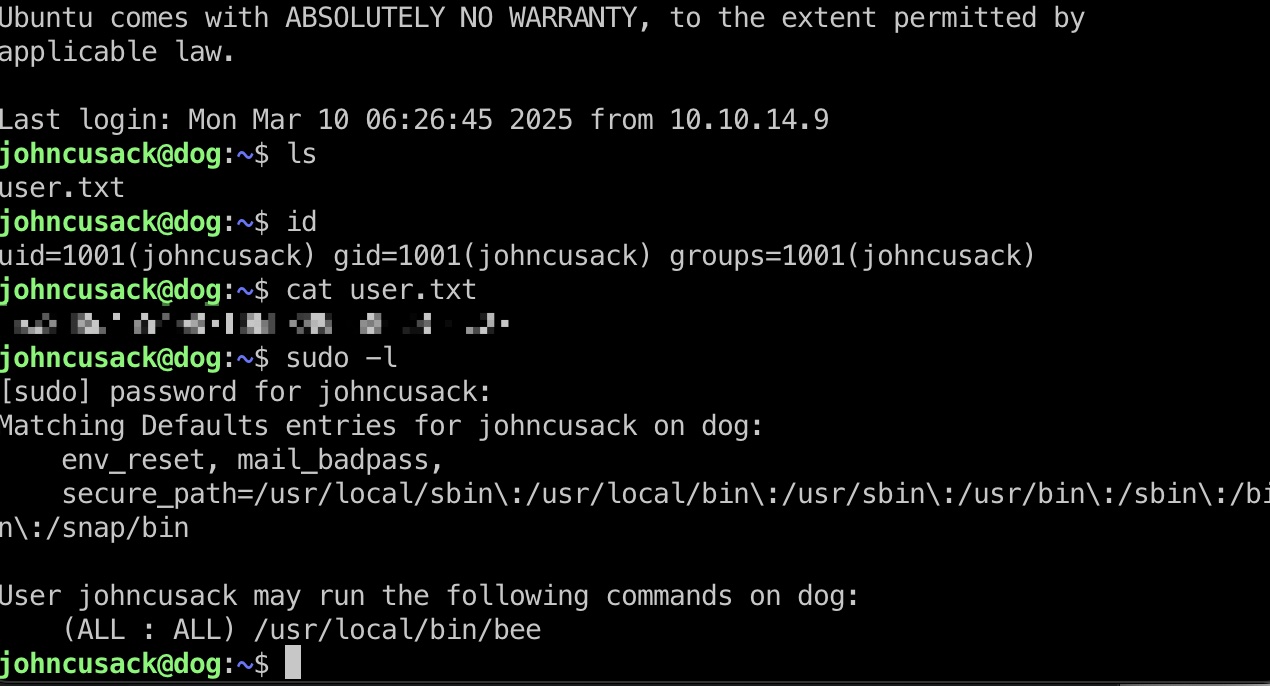 Ubuntu comes with ABSOLUTELY NO WARRANTY, to the extent permitted by
applicable law.
Last login: Mon Mar 10 06:26:45 2025 from 10.10.14.9
johncusack@dog:~$ ls
user.txt
johncusack@dog:~$ id
uid=1001(johncusack) gid=1001(johncusack) groups=1001(johncusack)
johncusack@dog:~$ cat user.txt
johncusack@dog:~$ sudo -l
[sudo] password for johncusack:
Matching Defaults entries for johncusack on dog:
    env_reset, mail_badpass,
    secure_path=/usr/local/sbin\:/usr/local/bin\:/usr/sbin\:/usr/bin\:/sbin\:/bi
n\:/snap/bin
User johncusack may run the following commands on dog:
    (ALL : ALL) /usr/local/bin/bee
johncusack@dog:~$